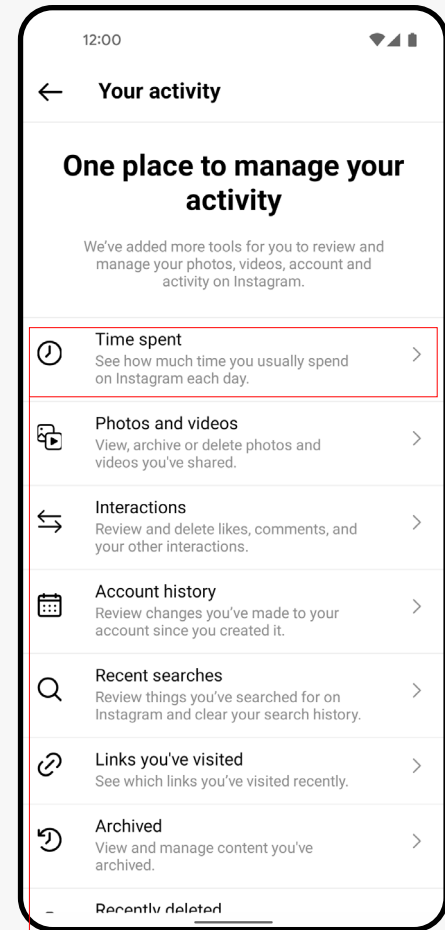 12:00
Your activity
One place to manage your
activity
We've added more tools for you to review and
manage your photos, videos, account and
activity on Instagram.
Time spent
See how much time you usually spend
on Instagram each day.
Photos and videos
View, archive or delete photos and
videos you've shared.
Interactions
Review and delete likes, comments, and
your other interactions.
Account history
Review changes you've made to your
account since you created it.
Recent searches
Review things you've searched for on
Instagram and clear your search history.
Links you've visited
See which links you've visited recently.
Archived
View and manage content you've
archived.
Recently deleted